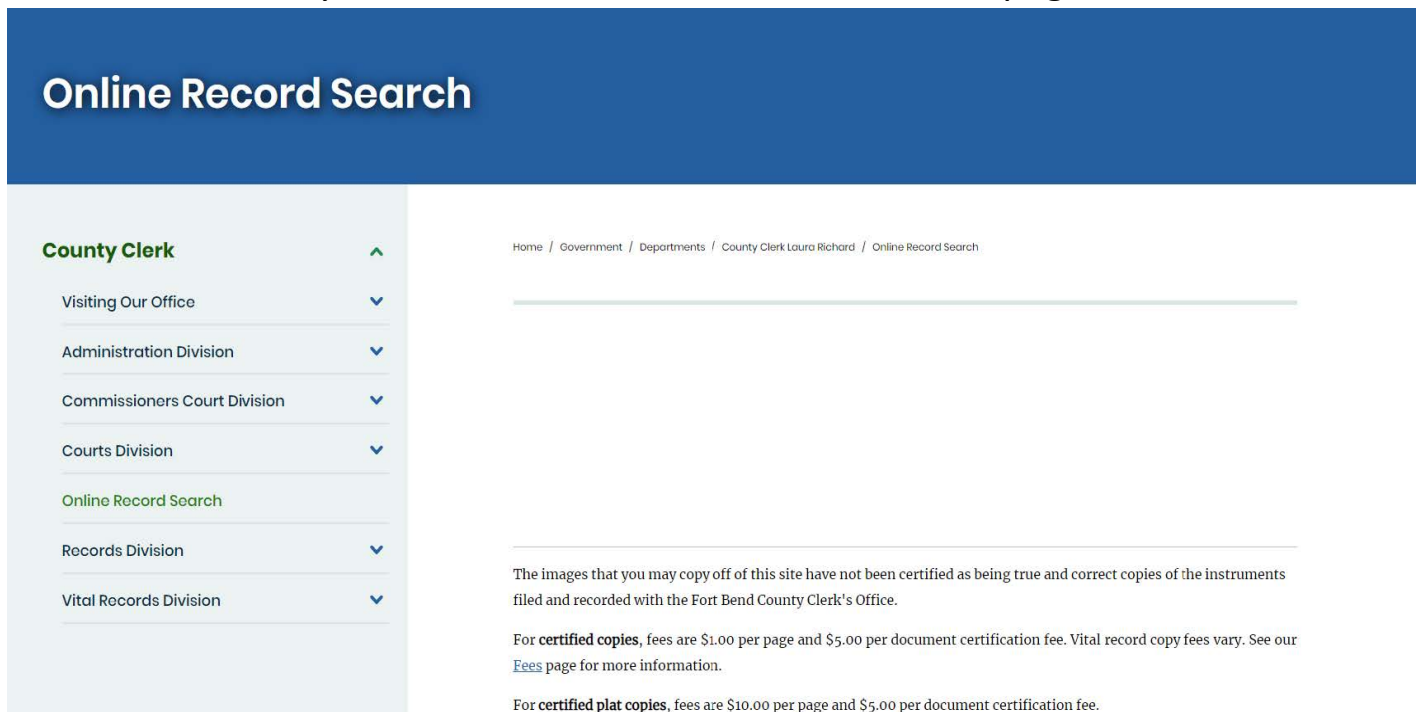 Online Record Search
County Clerk
Visiting Our Office
Administration Division
Commissioners Court Division
Courts Division
Online Record Search
Records Division
Vital Records Division
Home / Government / Departments / County Clerk Laura Richard / Online Record Search
The images that you may copy off of this site have not been certified as being true and correct copies of the instruments
filed and recorded with the Fort Bend County Clerk's Office.
For certified copies, fees are $1.00 per page and $5.00 per document certification fee. Vital record copy fees vary. See our
Fees page for more information.
For certified plat copies, fees are $10.00 per page and $5.00 per document certification fee.